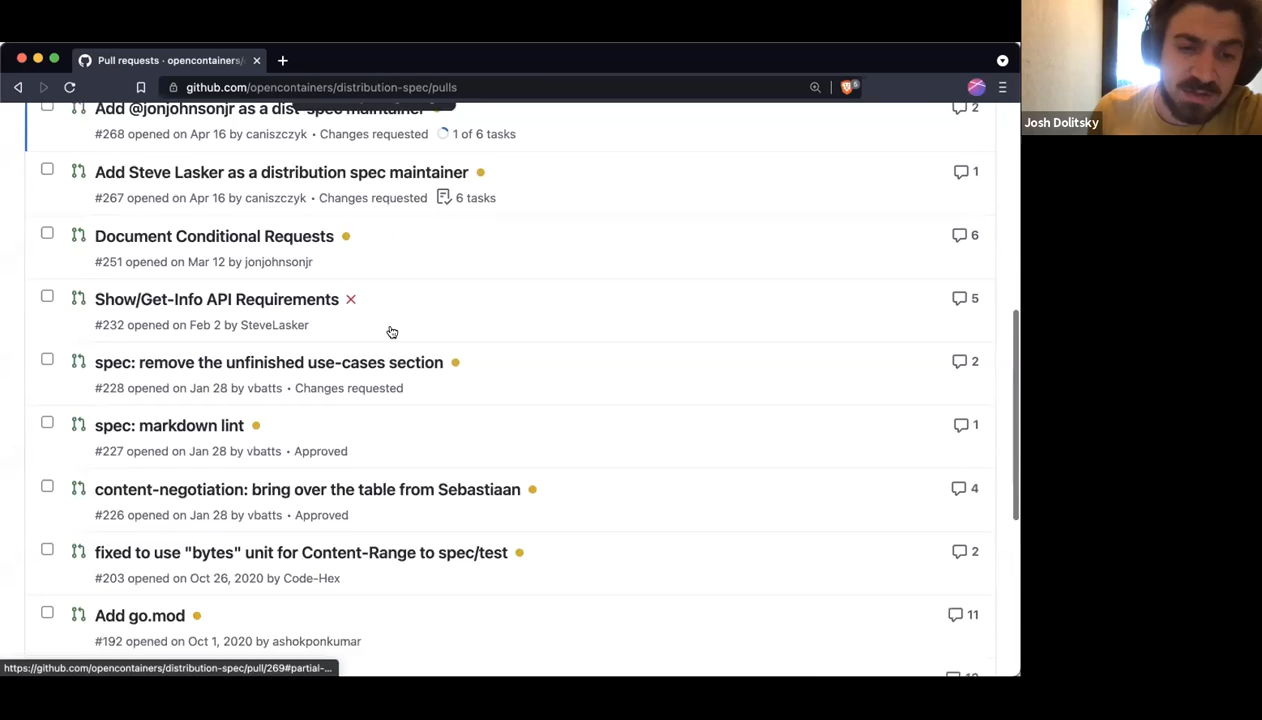 Pull requests · opencontainers/
github.com/opencontainers/distribution-spec/pulls
5
Josh Dolitsky
Add @jonjohnsonjr as a dist-spec maintainer
2
#268 opened on Apr 16 by caniszczyk • Changes requested 1 of 6 tasks
Add Steve Lasker as a distribution spec maintainer
1
#267 opened on Apr 16 by caniszczyk • Changes requested 6 tasks
Document Conditional Requests
6
#251 opened on Mar 12 by jonjohnsonjr
Show/Get-Info API Requirements
5
#232 opened on Feb 2 by SteveLasker
spec: remove the unfinished use-cases section
2
#228 opened on Jan 28 by vbatts • Changes requested
spec: markdown lint
1
#227 opened on Jan 28 by vbatts • Approved
content-negotiation: bring over the table from Sebastiaan
4
#226 opened on Jan 28 by vbatts • Approved
fixed to use "bytes" unit for Content-Range to spec/test
2
#203 opened on Oct 26, 2020 by Code-Hex
Add go.mod
11
#192 opened on Oct 1, 2020 by ashokponkumar
https://github.com/opencontainers/distribution-spec/pull/269#partial-...